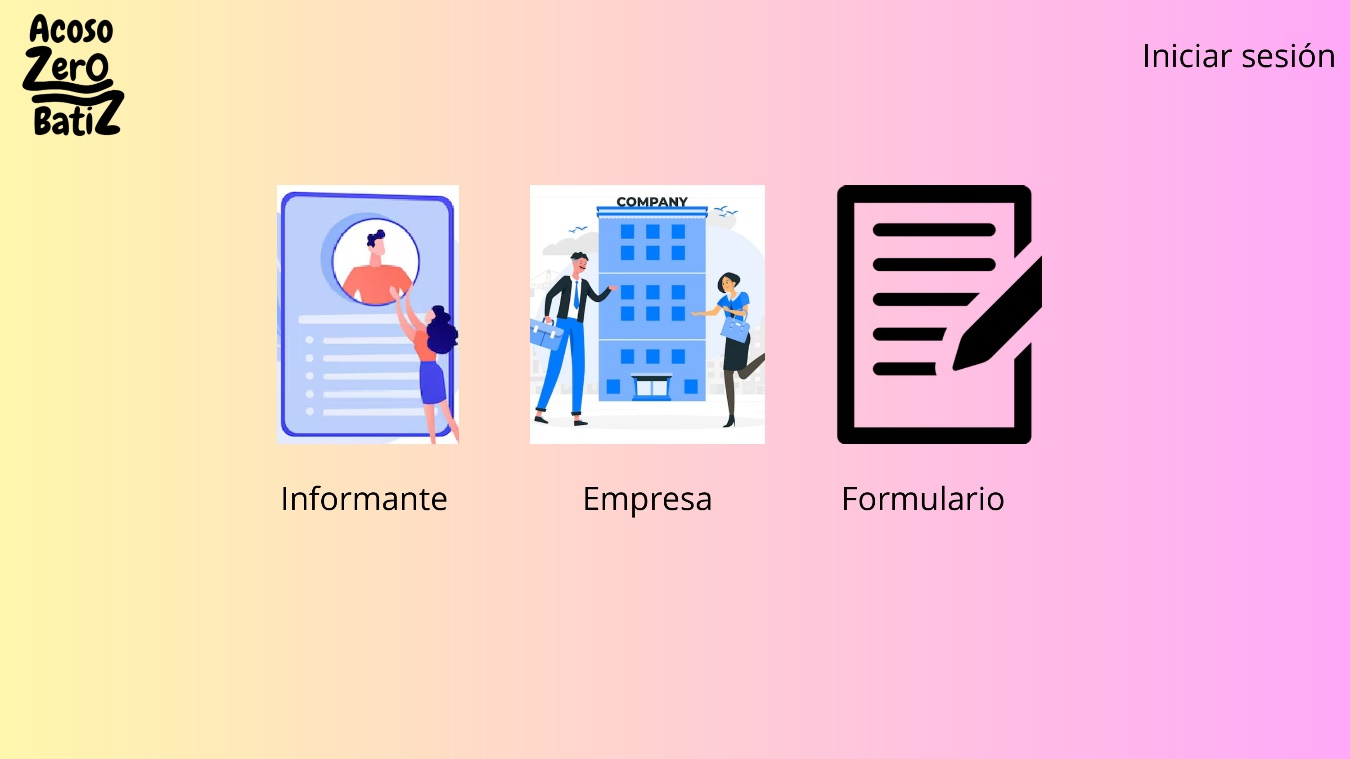 Acoso
Zero
BatiZ
Iniciar sesión
COMPANY
Informante
Empresa
Formulario